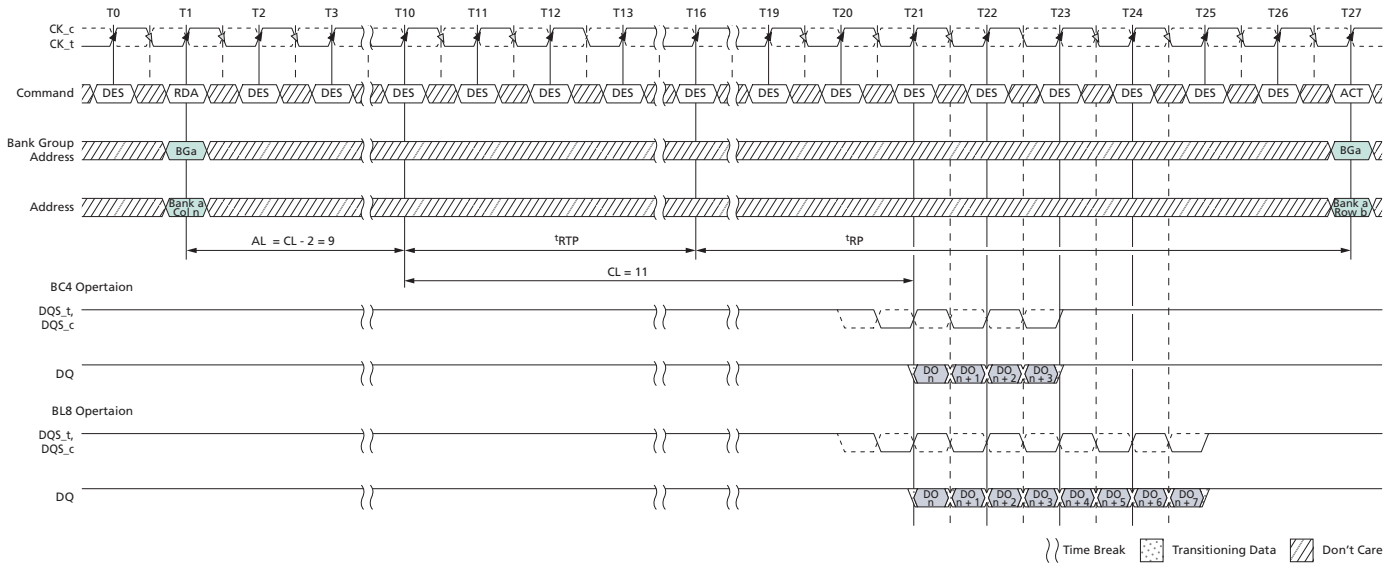 T0 T1 T2 T3 T10 T11 T12 T13 T16 T19 T20 T21 T22 T23 T24 T25 T26 T27
CK_c
CK_t
Command DES RDA DES DES DES DES DES DES DES DES DES DES DES DES DES DES DES ACT
Bank Group
Address
BGa BGa
Address
Bank a
Col n
Bank a
Row b
AL = CL - 2 = 9 tRTP tRP
CL = 11
BC4 Opertaion
DQS_t,
DQS_c
DQ
DO
n
DO
n + 1
DO
n + 2
DO
n + 3
BL8 Opertaion
DQS_t,
DQS_c
DQ
DO
n
DO
n + 1
DO
n + 2
DO
n + 3
DO
n + 4
DO
n + 5
DO
n + 6
DO
n + 7
Time Break Transitioning Data Don't Care